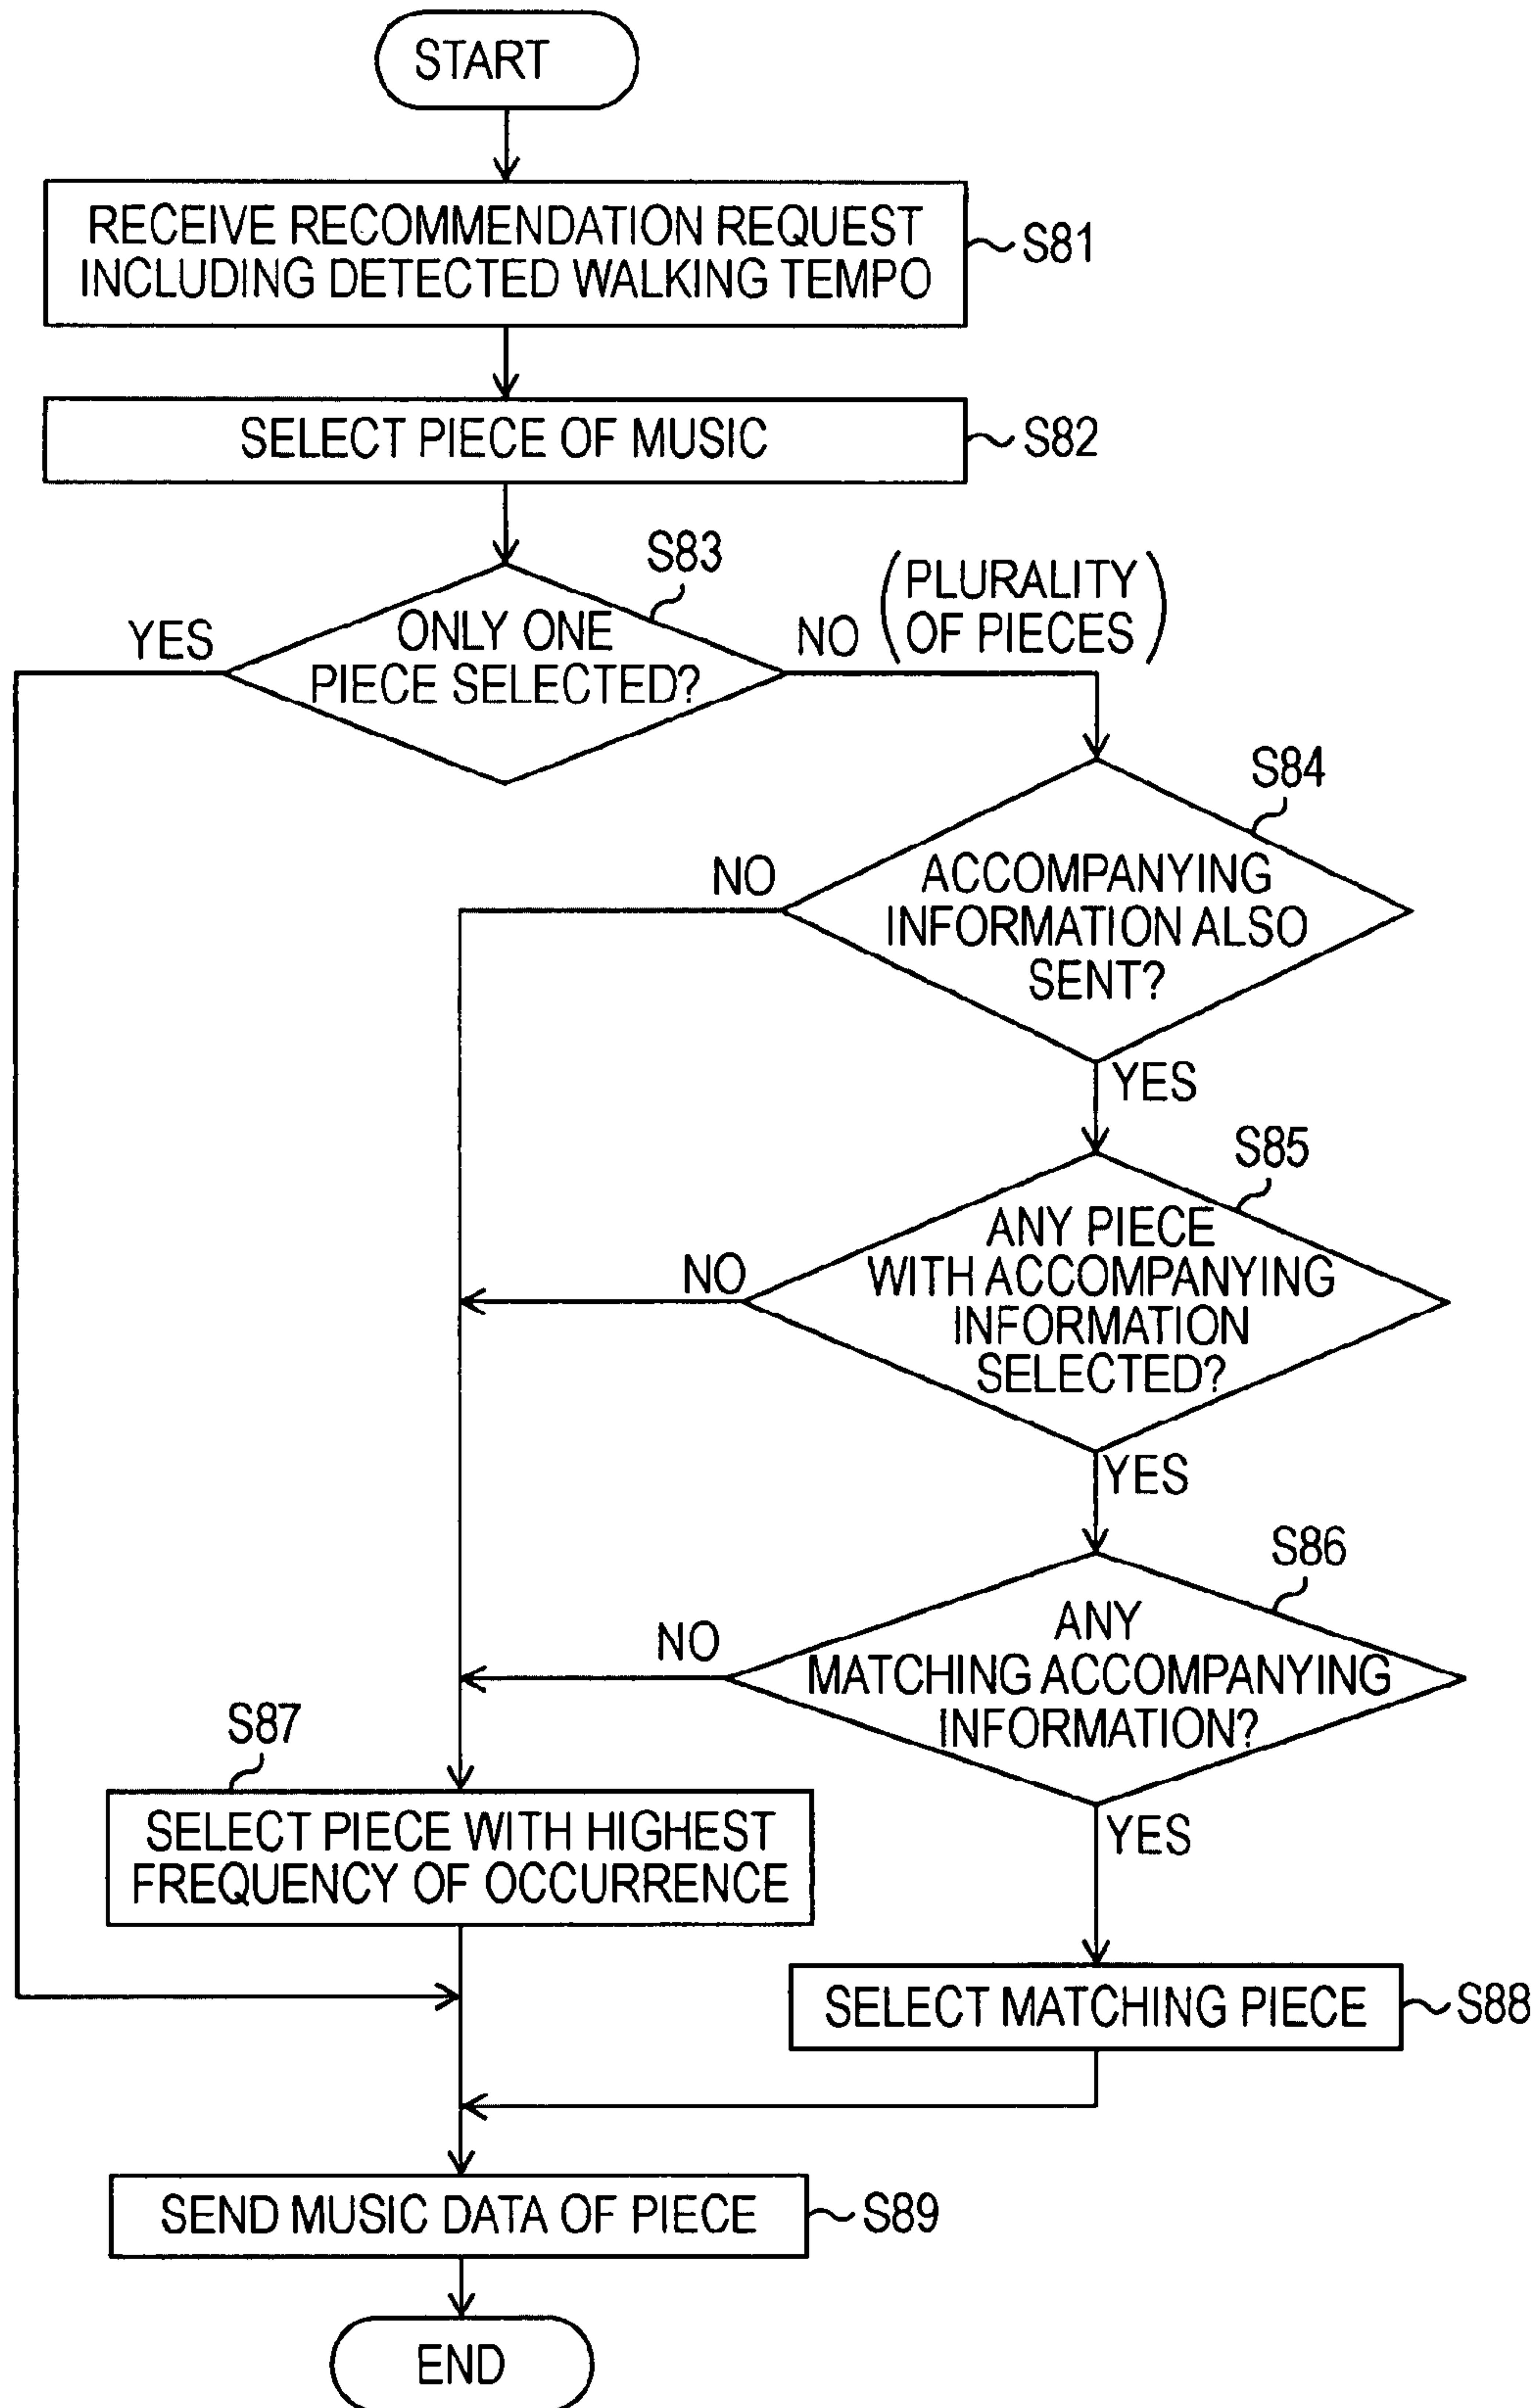 START
RECEIVE RECOMMENDATION REQUEST
INCLUDING DETECTED WALKING TEMPO
S81
SELECT PIECE OF MUSIC
S82
S83
ONLY ONE
PIECE SELECTED?
YES
NO
(PLURALITY
OF PIECES)
S84
ACCOMPANYING
INFORMATION ALSO
SENT?
NO
YES
S85
ANY PIECE
WITH ACCOMPANYING
INFORMATION
SELECTED?
NO
YES
S86
ANY
MATCHING ACCOMPANYING
INFORMATION?
NO
YES
S87
SELECT PIECE WITH HIGHEST
FREQUENCY OF OCCURRENCE
SELECT MATCHING PIECE
S88
SEND MUSIC DATA OF PIECE
S89
END